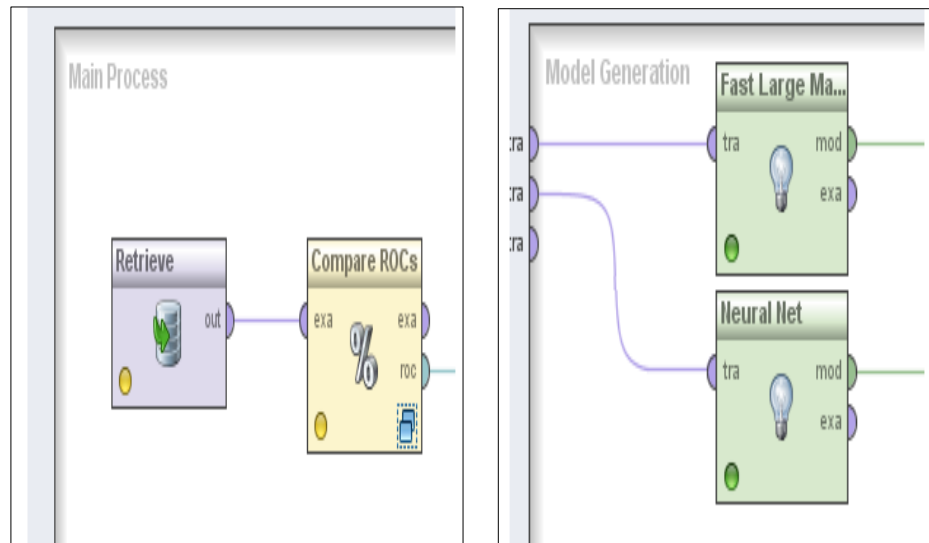 Main Process
Retrieve
out
Compare ROCs
exa
exa
roc
Model Generation
tra
tra
tra
Fast Large Ma...
tra
mod
exa
Neural Net
tra
mod
exa